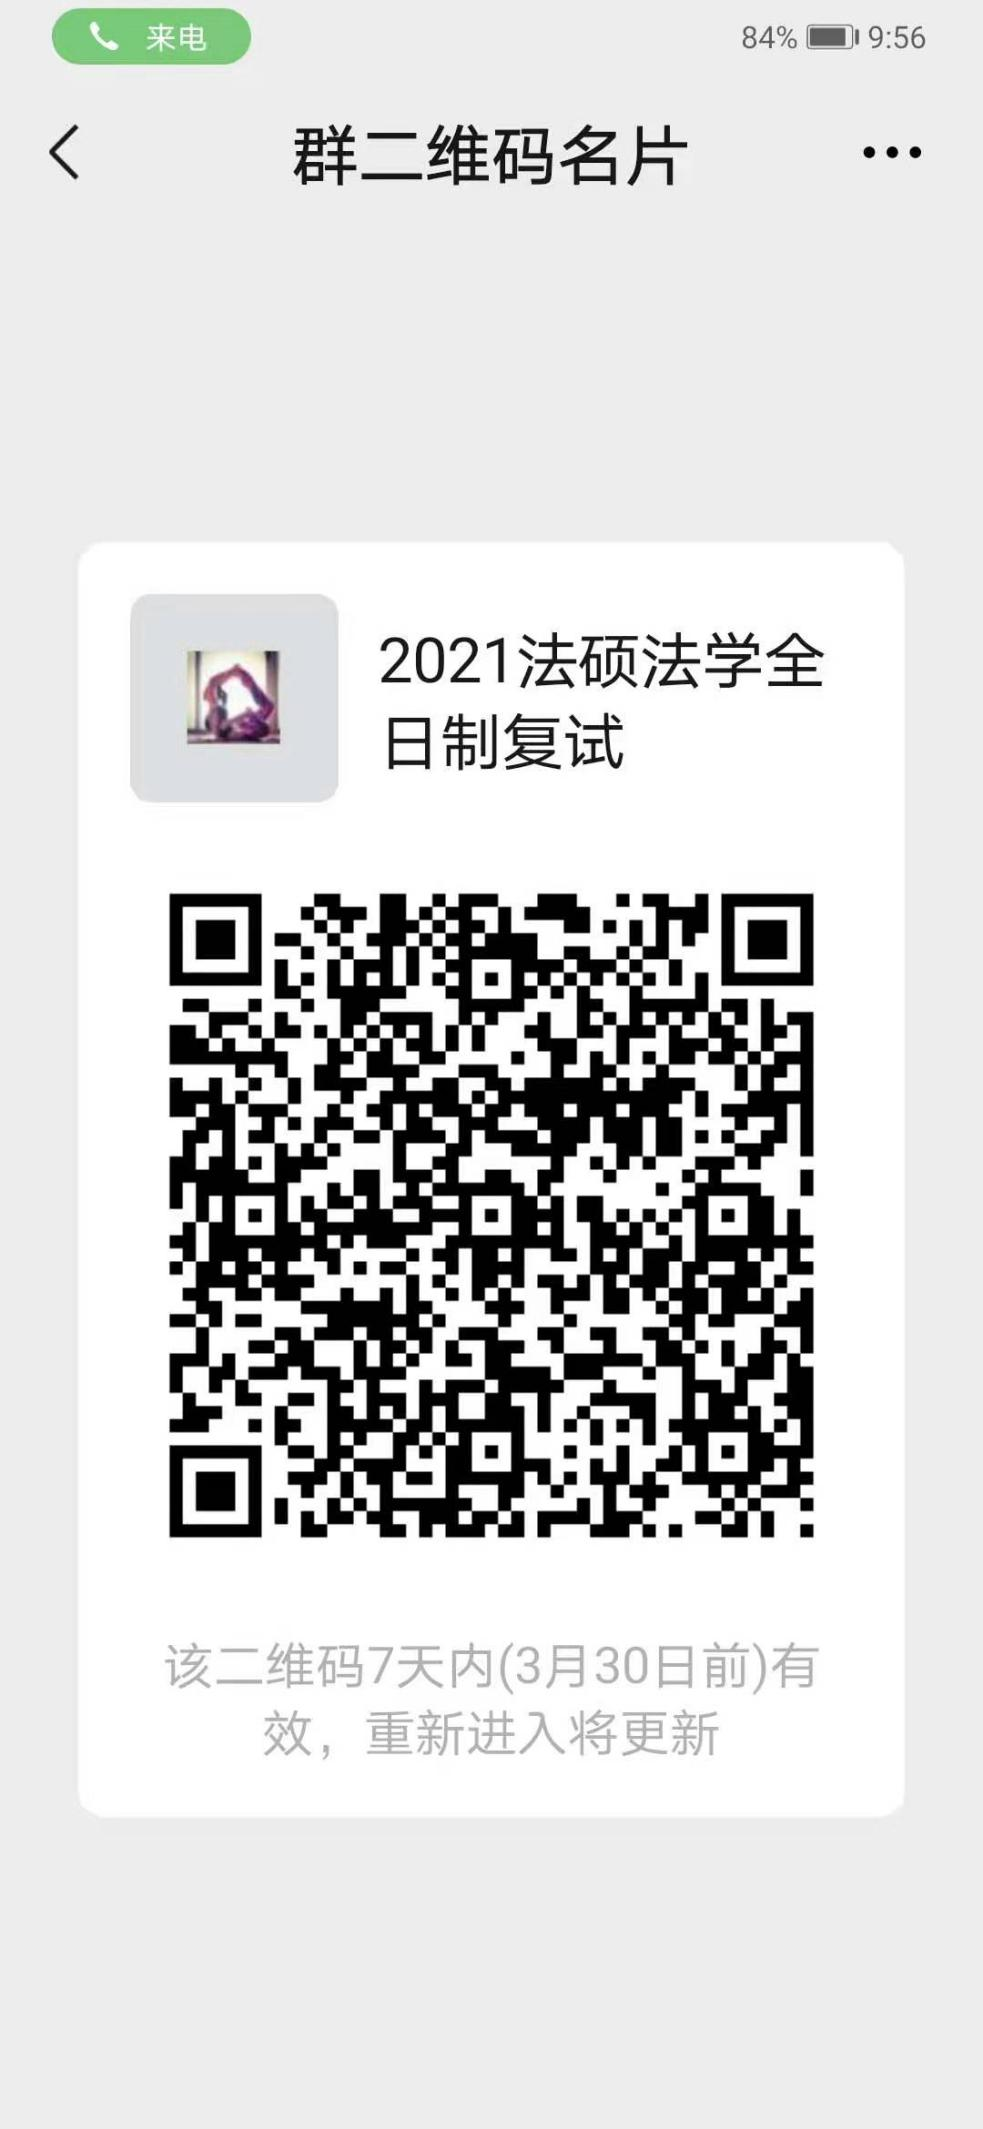 来电
84% 9:56
群二维码名片
2021法硕法学全
日制复试
该二维码7天内(3月30日前)有
效，重新进入将更新